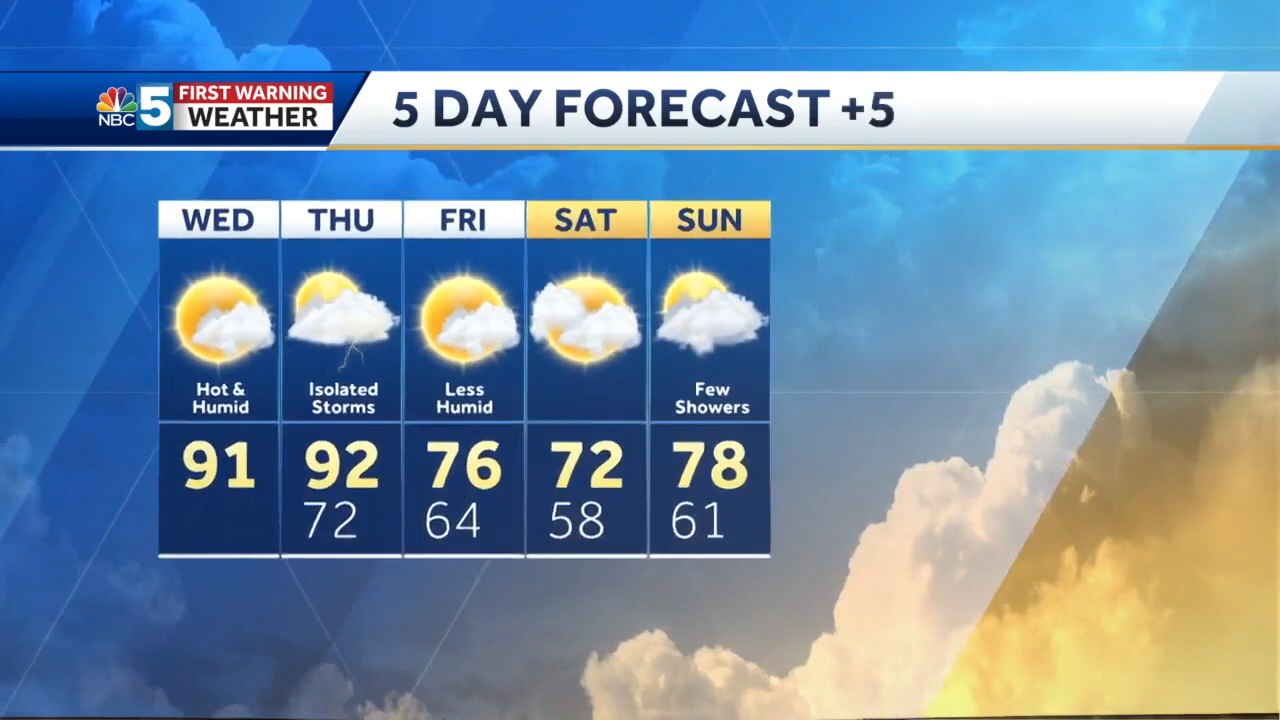 NBC 5 FIRST WARNING
WEATHER
5 DAY FORECAST +5
WED THU FRI SAT SUN
Hot &
Humid
Isolated
Storms
Less
Humid
Few
Showers
91 92 76 72 78
72 64 58 61